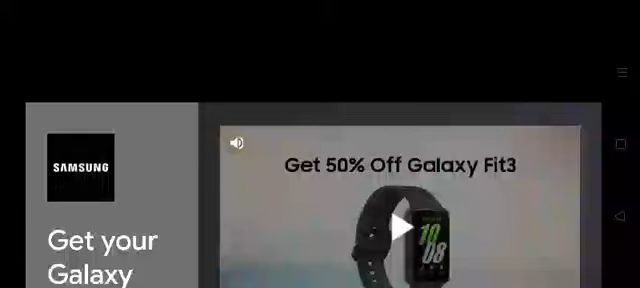 SAMSUNG
Get 50% Off Galaxy Fit3
10
08
Get your
Galaxy